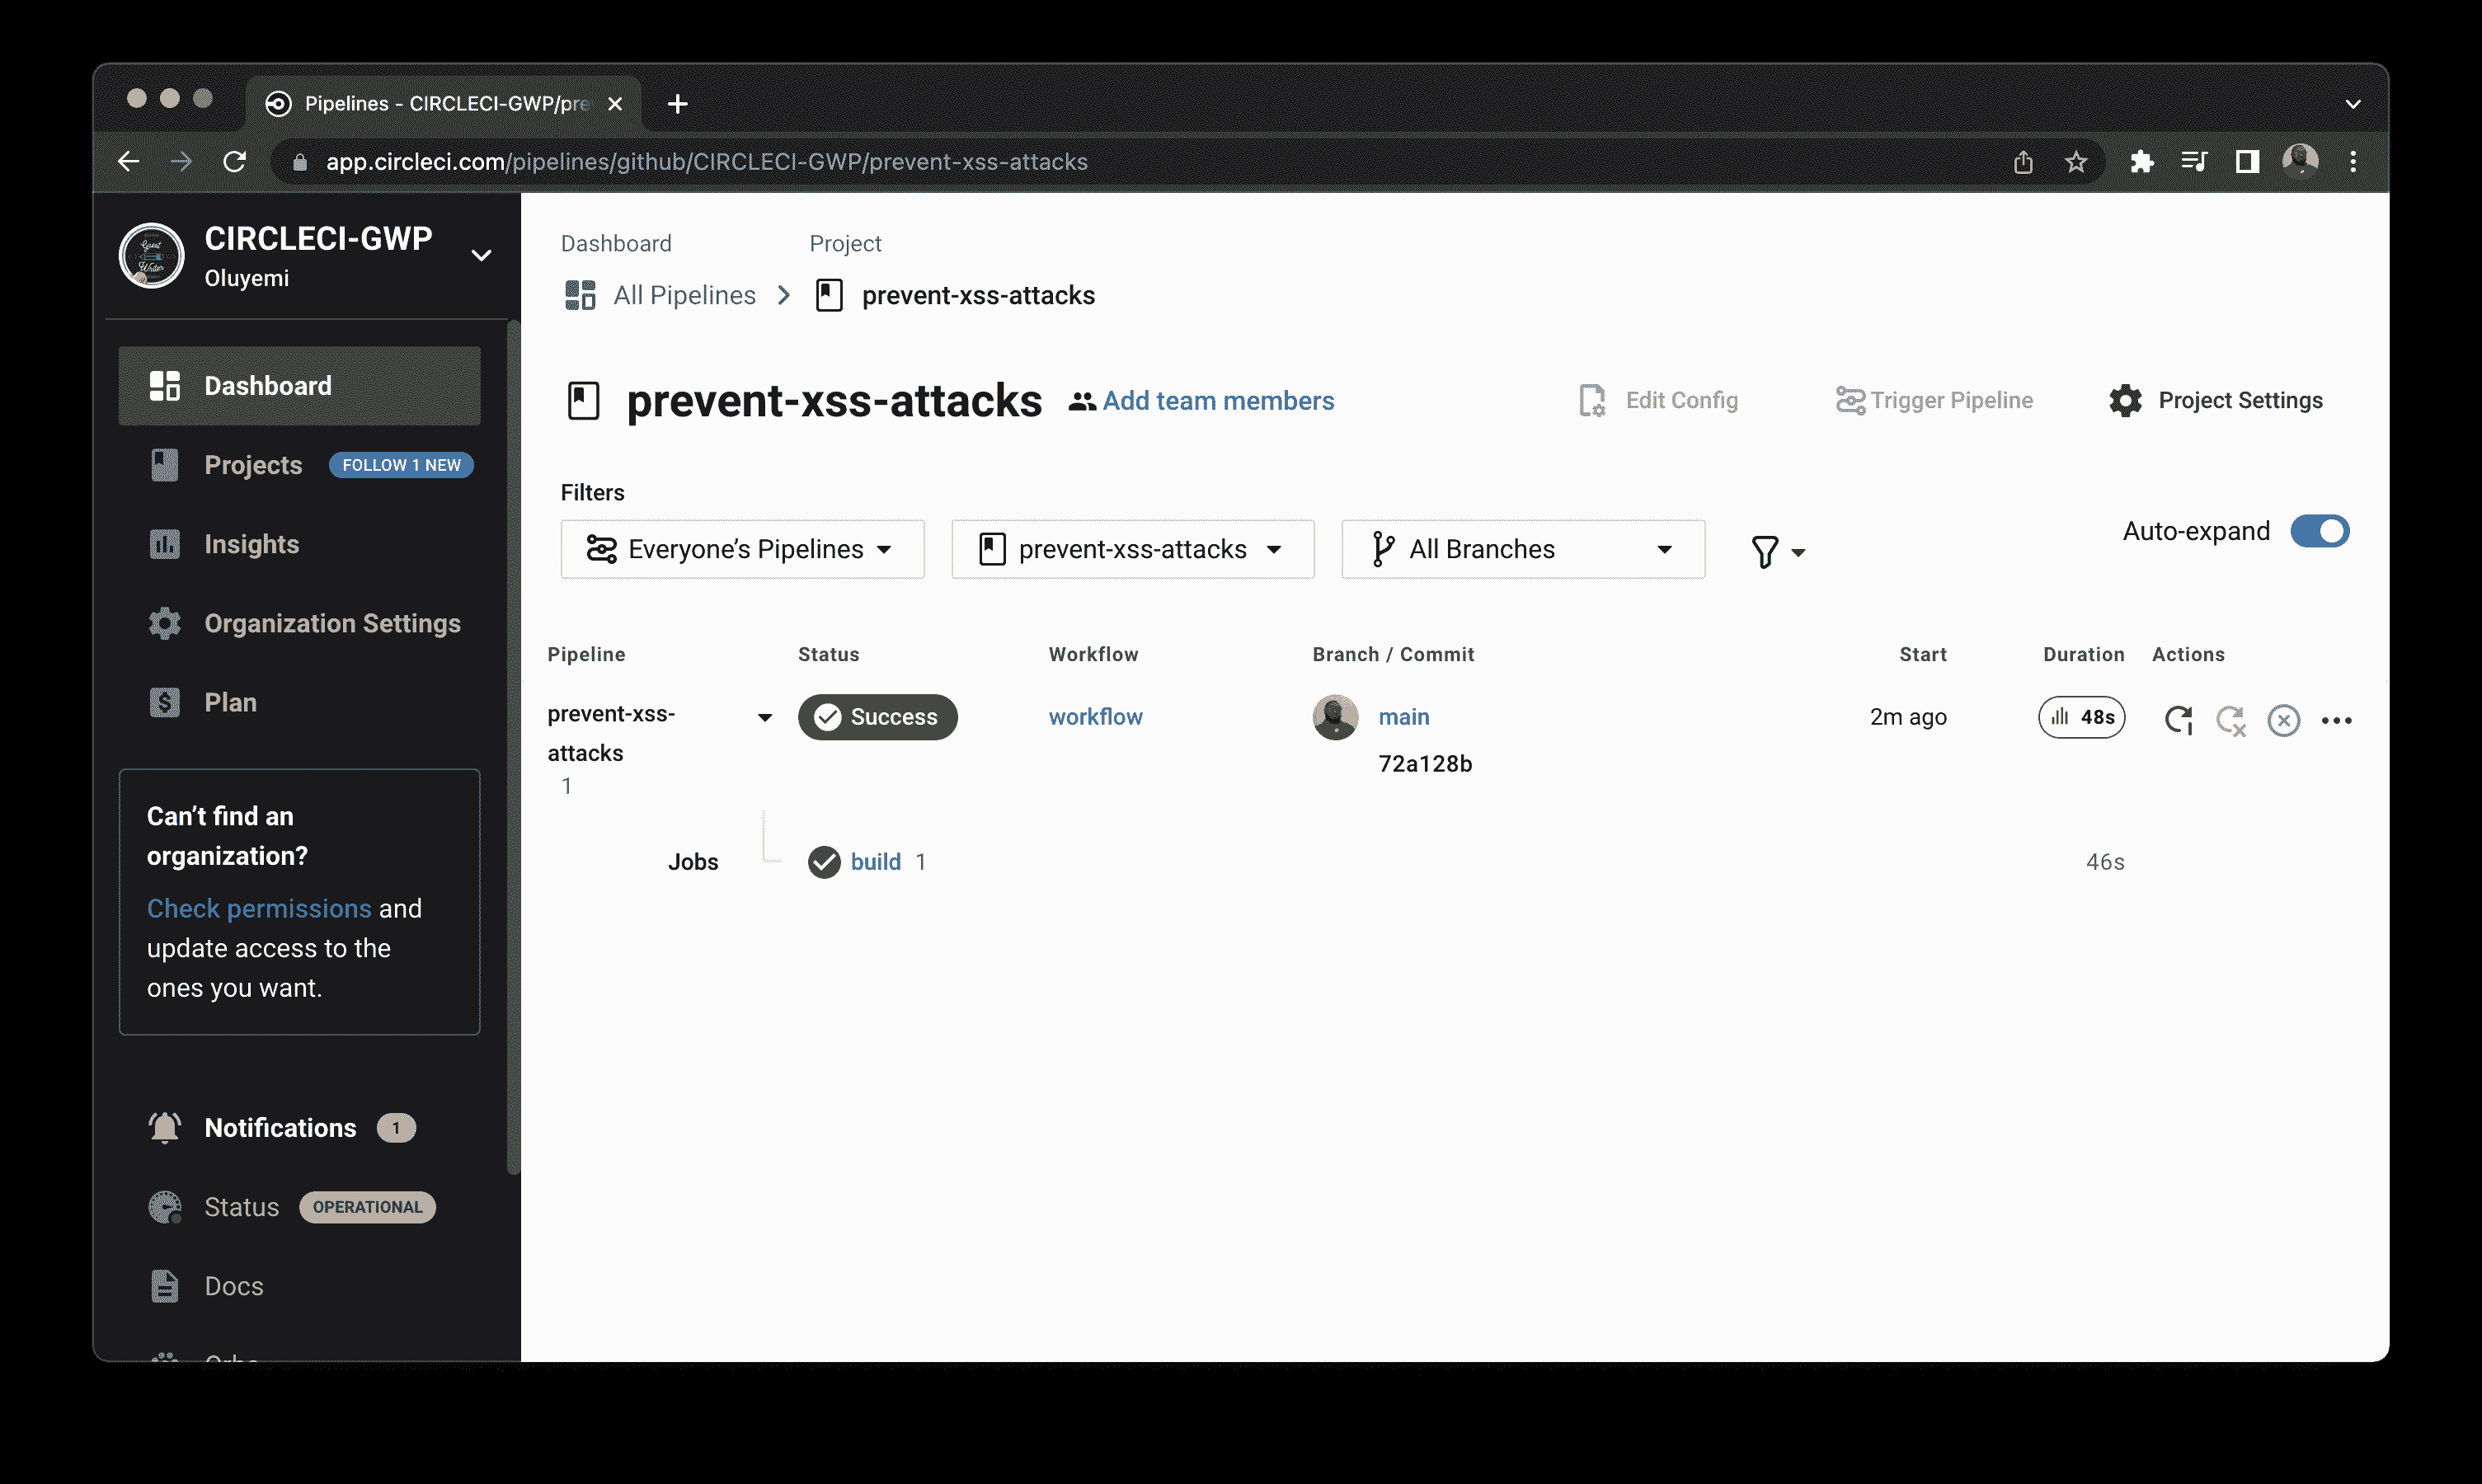 Pipelines - CIRCLECI-GWP/pre
app.circleci.com/pipelines/github/CIRCLECI-GWP/prevent-xss-attacks
CIRCLECI-GWP
Oluyemi
Dashboard
Projects FOLLOW 1 NEW
Insights
Organization Settings
Plan
Can’t find an
organization?
Check permissions and
update access to the
ones you want.
Notifications 1
Status OPERATIONAL
Docs
Dashboard Project
All Pipelines prevent-xss-attacks
prevent-xss-attacks Add team members Edit Config Trigger Pipeline Project Settings
Filters
Everyone’s Pipelines prevent-xss-attacks All Branches Auto-expand
Pipeline Status Workflow Branch / Commit Start Duration Actions
prevent-xss- Success workflow main 2m ago 48s
attacks 72a128b
1
Jobs build 1 46s